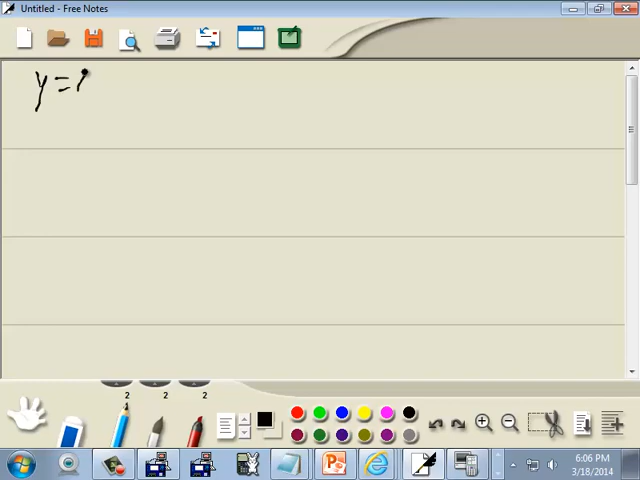 Untitled - Free Notes
y =
2
2
2
6:06 PM
3/18/2014